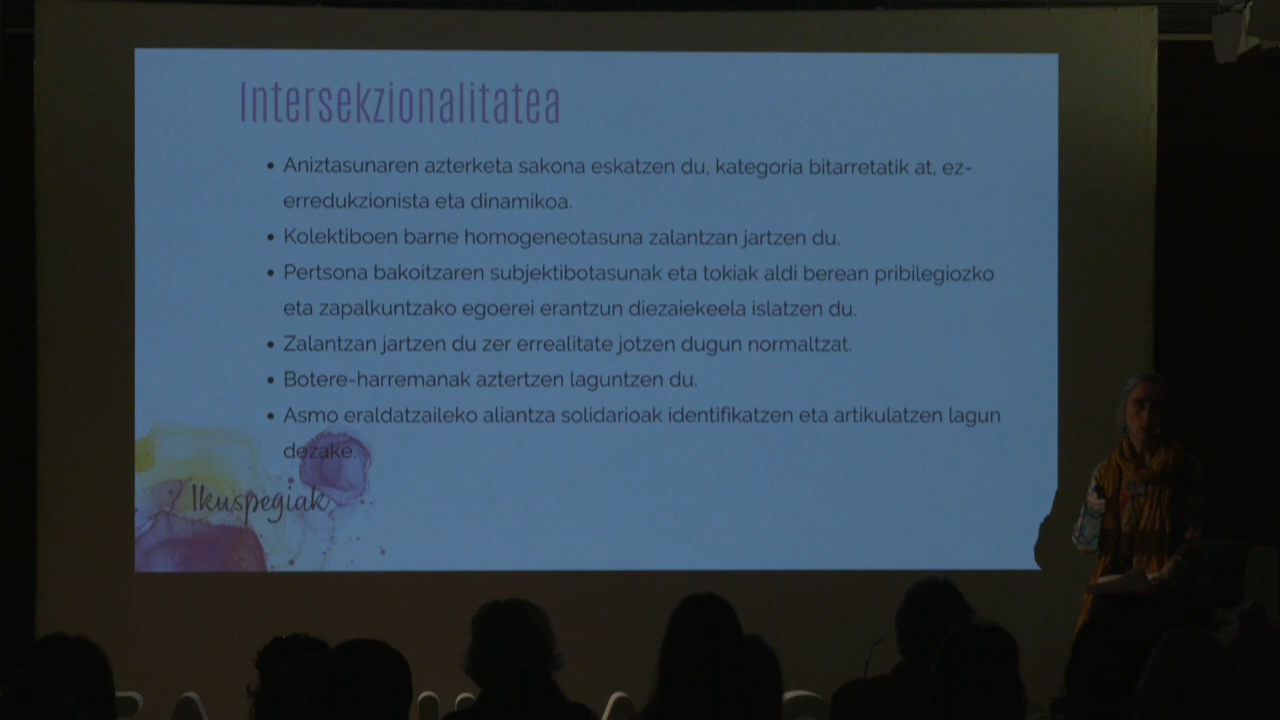 Intersekzionalitatea
• Aniztasunaren azterketa sakona eskatzen du, kategoria bitarretatik at, ez-
erredukzionista eta dinamikoa.
• Kolektiboen barne homogeneotasuna zalantzan jartzen du.
• Pertsona bakoitzaren subjektibotasunak eta tokiak aldi berean pribilegiozko
eta zapalkuntzako egoerei erantzun diezaiekeela islatzen du.
• Zalantzan jartzen du zer errealitate jotzen dugun normaltzat.
• Botere-harremanak aztertzen laguntzen du.
• Asmo eraldatzaileko aliantza solidarioak identifikatzen eta artikulatzen lagun
dezake.
Ikuspegiak